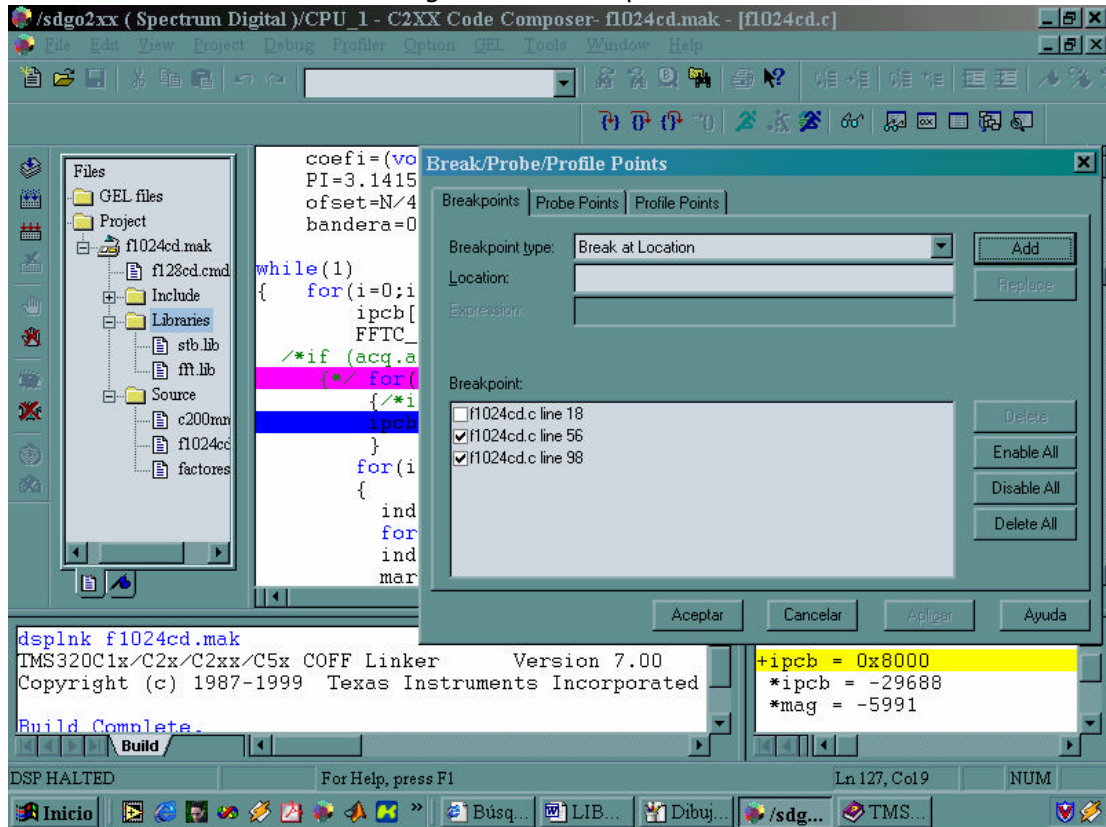 /sdgo2xx ( Spectrum Digital )/CPU_1 - C2XX Code Composer- f1024cd.mak - [f1024cd.c]
File Edit View Project Debug Profiler Option GEL Tools Window Help
Files
GEL files
Project
f1024cd.mak
f128cd.cmd
Include
Libraries
stb.lib
fft.lib
Source
c200mn
f1024cd
factores
coefi=(vo
PI=3.1415
ofset=N/4
bandera=0
while(1)
{ for(i=0;i
ipcb[
FFTC_
/*if (acq.a
{*/ for(
{/*i
ipcb
}
for(i
{
ind
for
ind
mar
Break/Probe/Profile Points
Breakpoints Probe Points Profile Points
Breakpoint type: Break at Location Add
Location: Replace
Expression:
Breakpoint:
f1024cd.c line 18
f1024cd.c line 56
f1024cd.c line 98
Delete
Enable All
Disable All
Delete All
Aceptar Cancelar Aplicar Ayuda
dsplnk f1024cd.mak
TMS320C1x/C2x/C2xx/C5x COFF Linker Version 7.00
Copyright (c) 1987-1999 Texas Instruments Incorporated
Build Complete.
Build
+ipcb = 0x8000
*ipcb = -29688
*mag = -5991
DSP HALTED For Help, press F1 Ln 127, Col9 NUM
Inicio » Búsq... LIB... Dibuj... /sdg... TMS...